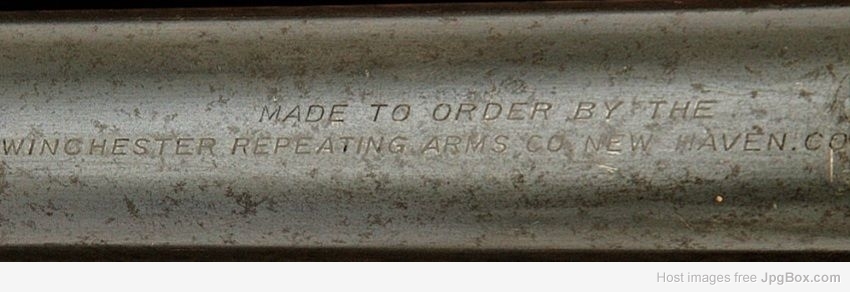 MADE TO ORDER BY THE
WINCHESTER REPEATING ARMS CO. NEW HAVEN. CO
Host images free JpgBox.com